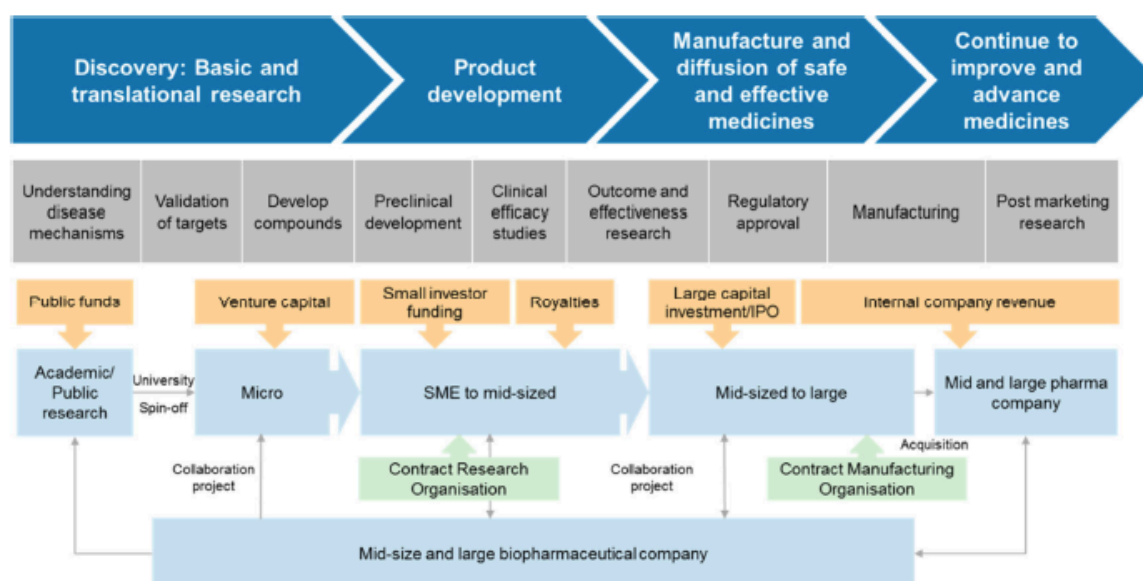 Discovery: Basic and
translational research
Product
development
Manufacture and
diffusion of safe
and effective
medicines
Continue to
improve and
advance
medicines
Understanding
disease
mechanisms
Validation
of targets
Develop
compounds
Preclinical
development
Clinical
efficacy
studies
Outcome and
effectiveness
research
Regulatory
approval
Manufacturing
Post marketing
research
Public funds
Venture capital
Small investor
funding
Royalties
Large capital
investment/IPO
Internal company revenue
Academic/
Public
research
University
Spin-off
Micro
SME to mid-sized
Mid-sized to large
Mid and large pharma
company
Collaboration
project
Contract Research
Organisation
Collaboration
project
Acquisition
Contract Manufacturing
Organisation
Mid-size and large biopharmaceutical company